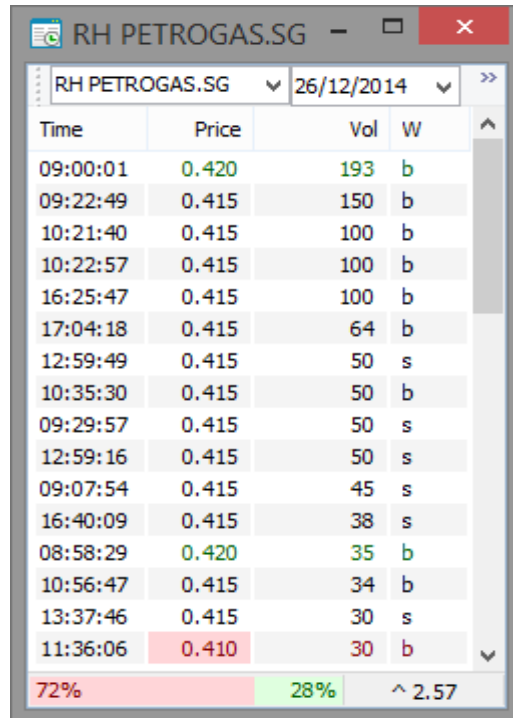 RH PETROGAS.SG
RH PETROGAS.SG 26/12/2014 »
Time Price Vol W
09:00:01 0.420 193 b
09:22:49 0.415 150 b
10:21:40 0.415 100 b
10:22:57 0.415 100 b
16:25:47 0.415 100 b
17:04:18 0.415 64 b
12:59:49 0.415 50 s
10:35:30 0.415 50 b
09:29:57 0.415 50 s
12:59:16 0.415 50 s
09:07:54 0.415 45 s
16:40:09 0.415 38 s
08:58:29 0.420 35 b
10:56:47 0.415 34 b
13:37:46 0.415 30 s
11:36:06 0.410 30 b
72% 28% ^ 2.57